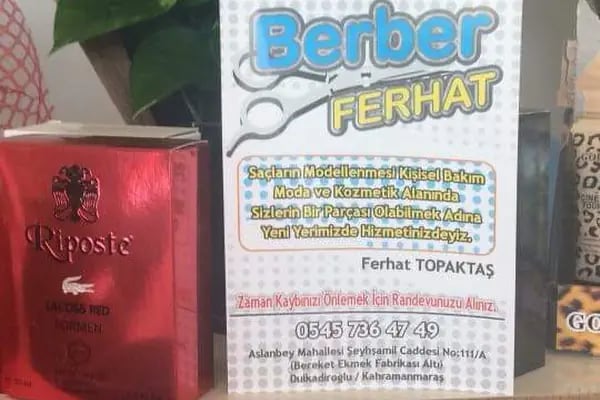 Berber
FERHAT
Saçların Modellenmesi Kişisel Bakım
Moda ve Kozmetik Alanında
Sizlerin Bir Parçası Olabilmek Adına
Yeni Yerimizde Hizmetinizdeyiz.
Ferhat TOPAKTAŞ
Zaman Kaybınızı Önlemek İçin Randevunuzu Alınız.
0545 736 47 49
Aslanbey Mahallesi Şeyhşamil Caddesi No:111/A
(Bereket Ekmek Fabrikası Altı)
Dulkadiroğlu / Kahramanmaraş
Riposte
LACOSS RED
FORMEN
GO